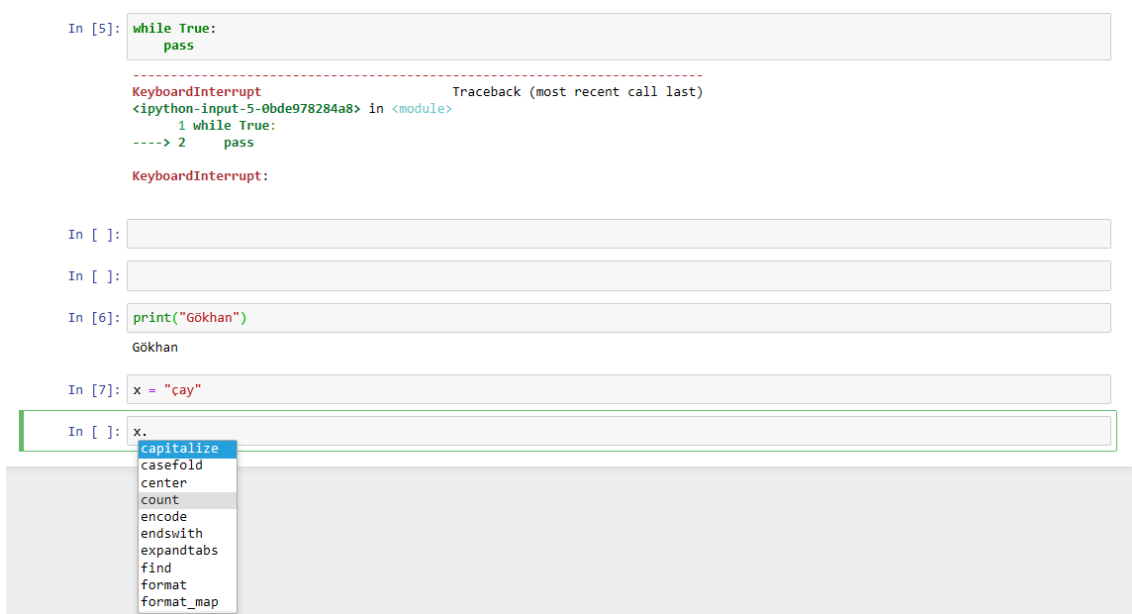 In [5]: while True:
    pass
---------------------------------------------------------------------------
KeyboardInterrupt                         Traceback (most recent call last)
<ipython-input-5-0bde978284a8> in <module>
      1 while True:
----> 2     pass
KeyboardInterrupt:
In [ ]:
In [ ]:
In [6]: print("Gökhan")
Gökhan
In [7]: x = "çay"
In [ ]: x.
capitalize
casefold
center
count
encode
endswith
expandtabs
find
format
format_map